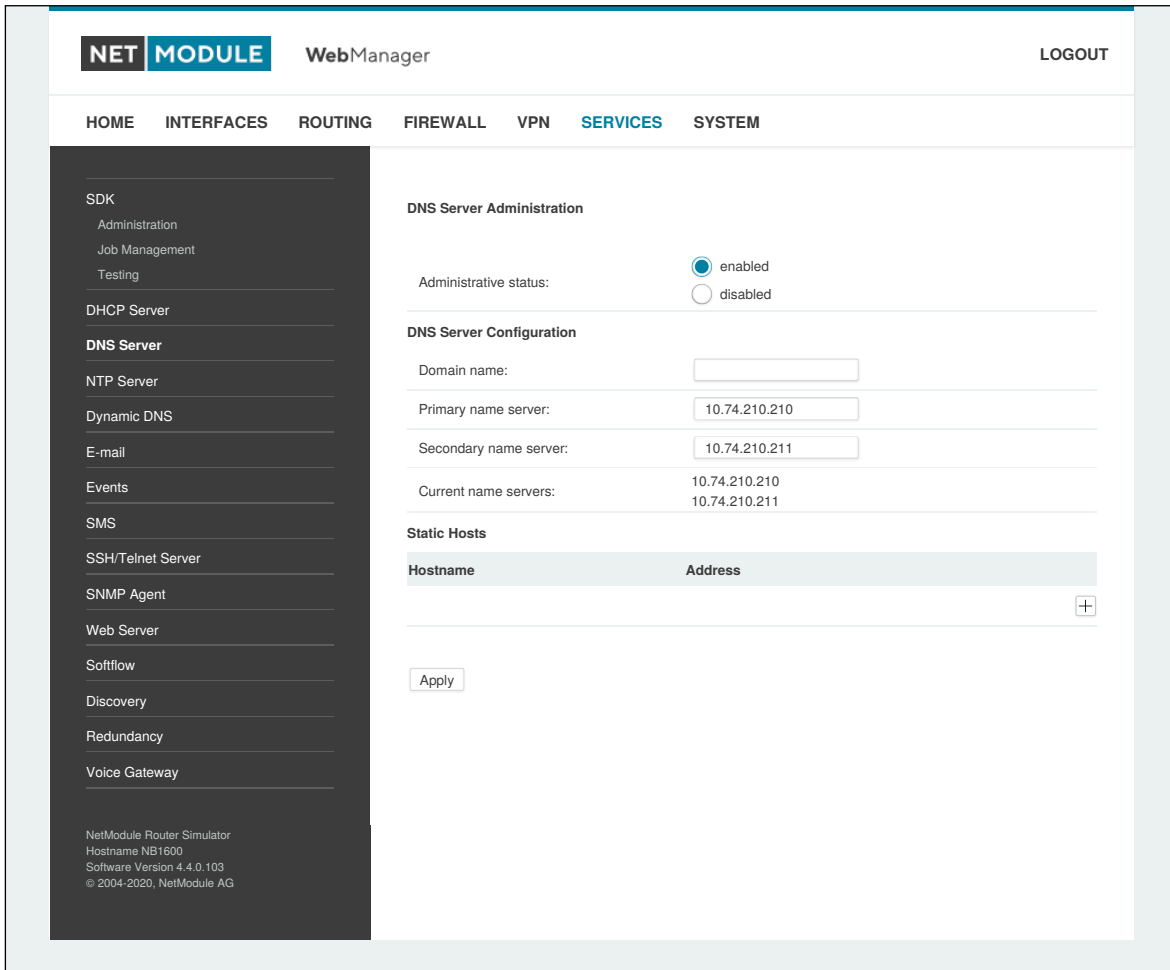 NET MODULE WebManager LOGOUT
HOME INTERFACES ROUTING FIREWALL VPN SERVICES SYSTEM
SDK
Administration
Job Management
Testing
DHCP Server
DNS Server
NTP Server
Dynamic DNS
E-mail
Events
SMS
SSH/Telnet Server
SNMP Agent
Web Server
Softflow
Discovery
Redundancy
Voice Gateway
NetModule Router Simulator
Hostname NB1600
Software Version 4.4.0.103
© 2004-2020, NetModule AG
DNS Server Administration
Administrative status:
enabled
disabled
DNS Server Configuration
Domain name:
Primary name server: 10.74.210.210
Secondary name server: 10.74.210.211
Current name servers:
10.74.210.210
10.74.210.211
Static Hosts
Hostname Address
Apply